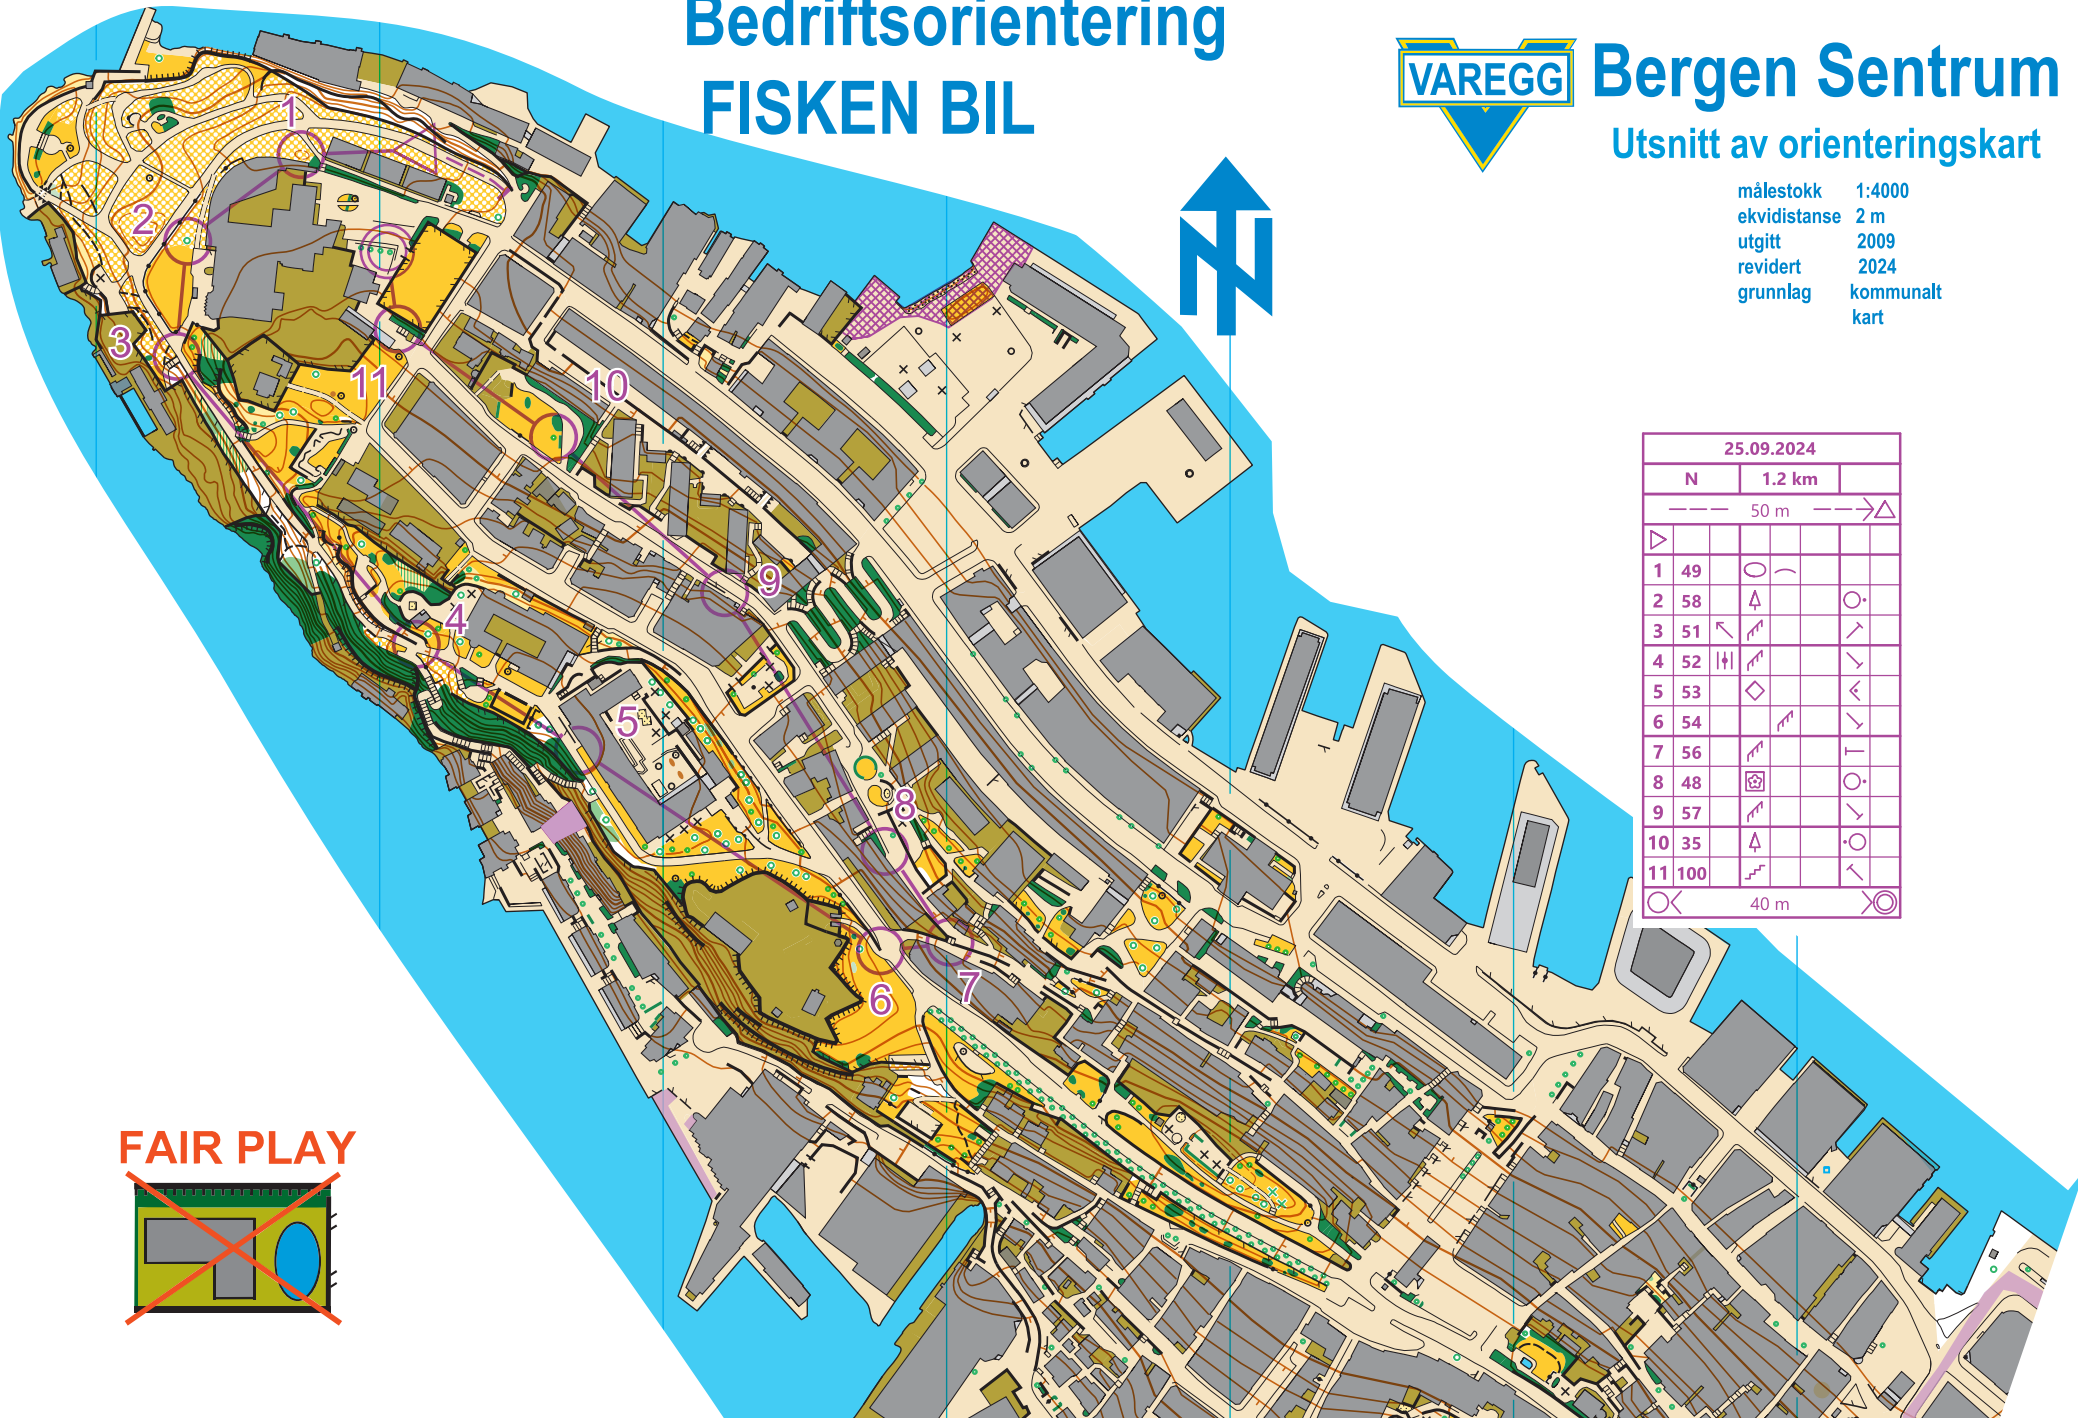 Bedriftsorientering
FISKEN BIL
VAREGG
Bergen Sentrum
Utsnitt av orienteringskart
målestokk 1:4000
ekvidistanse 2 m
utgitt 2009
revidert 2024
grunnlag kommunalt
kart
1
2
3
11
10
9
4
5
8
6
7
25.09.2024
N 1.2 km
50 m
1 49
2 58
3 51
4 52
5 53
6 54
7 56
8 48
9 57
10 35
11 100
40 m
FAIR PLAY